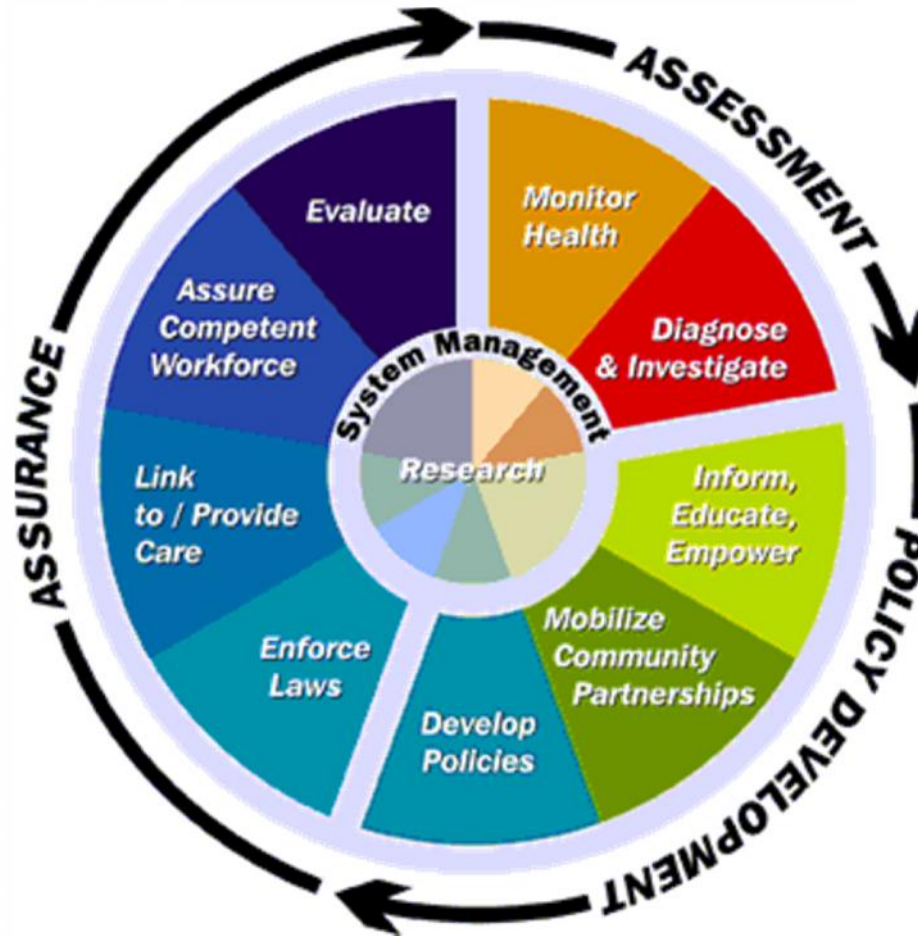 ASSESSMENT
Monitor
Health
Diagnose
& Investigate
POLICY DEVELOPMENT
Inform,
Educate,
Empower
Mobilize
Community
Partnerships
Develop
Policies
ASSURANCE
Enforce
Laws
Link
to / Provide
Care
Assure
Competent
Workforce
Evaluate
System Management
Research